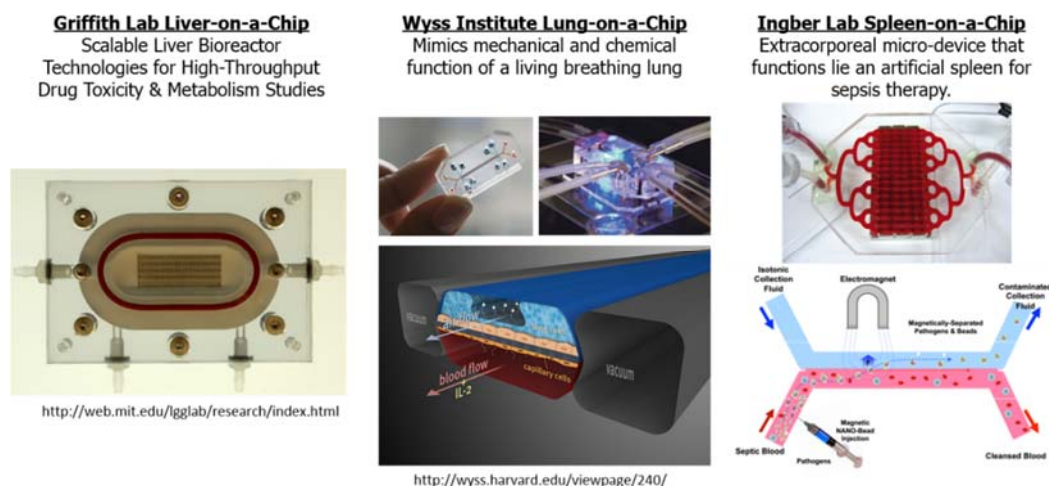 Griffith Lab Liver-on-a-Chip
Scalable Liver Bioreactor
Technologies for High-Throughput
Drug Toxicity & Metabolism Studies
http://web.mit.edu/lgglab/research/index.html
Wyss Institute Lung-on-a-Chip
Mimics mechanical and chemical
function of a living breathing lung
vacuum
flow
blood flow
IL-2
capillary cells
vacuum
http://wyss.harvard.edu/viewpage/240/
Ingber Lab Spleen-on-a-Chip
Extracorporeal micro-device that
functions lie an artificial spleen for
sepsis therapy.
Isotonic
Collection
Fluid
Electromagnet
Contaminated
Collection
Fluid
Magnetically-Separated
Pathogens & Beads
Septic Blood
Magnetic
NANO-Bead
Injection
Pathogens
Cleansed Blood